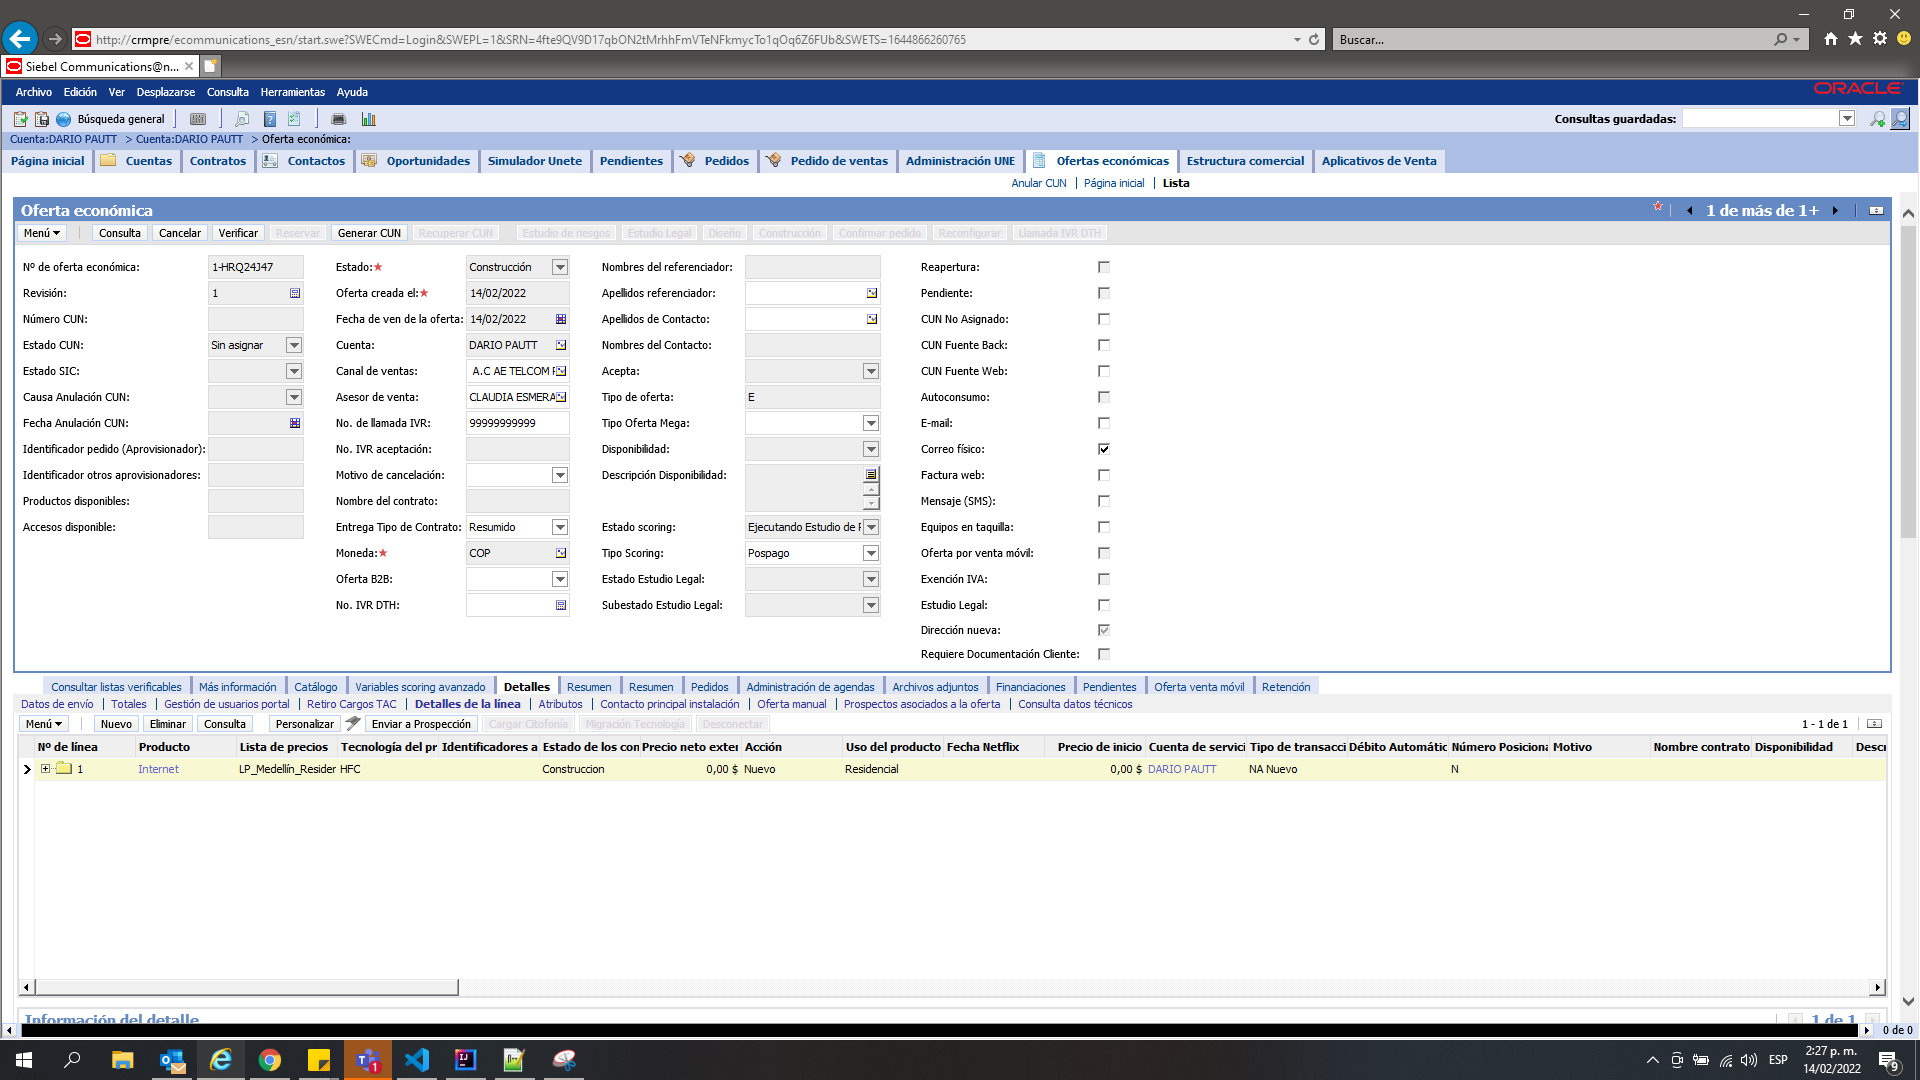 http://crmpre/ecommunications_esn/start.swe?SWECmd=Login&SWEPL=1&SRN=4fte9QV9D17qbON2tMrhhFmVTeNFkmycTo1qOq6Z6FUb&SWETS=1644866260765
Buscar...
Siebel Communications@n...
Archivo Edición Ver Desplazarse Consulta Herramientas Ayuda
ORACLE
Búsqueda general
Consultas guardadas:
Cuenta:DARIO PAUTT > Cuenta:DARIO PAUTT > Oferta económica:
Página inicial Cuentas Contratos Contactos Oportunidades Simulador Unete Pendientes Pedidos Pedido de ventas Administración UNE Ofertas económicas Estructura comercial Aplicativos de Venta
Anular CUN | Página inicial | Lista
Oferta económica
1 de más de 1+
Menú Consulta Cancelar Verificar Reservar Generar CUN Recuperar CUN Estudio de riesgos Estudio Legal Diseño Construcción Confirmar pedido Reconfigurar Llamada IVR DTH
Nº de oferta económica: 1-HRQ24J47 Estado:★ Construcción Nombres del referenciador: Reapertura:
Revisión: 1 Oferta creada el:★ 14/02/2022 Apellidos referenciador: Pendiente:
Número CUN: Fecha de ven de la oferta: 14/02/2022 Apellidos de Contacto: CUN No Asignado:
Estado CUN: Sin asignar Cuenta: DARIO PAUTT Nombres del Contacto: CUN Fuente Back:
Estado SIC: Canal de ventas: A.C AE TELCOM Acepta: CUN Fuente Web:
Causa Anulación CUN: Asesor de venta: CLAUDIA ESMERA Tipo de oferta: E Autoconsumo:
Fecha Anulación CUN: No. de llamada IVR: 99999999999 Tipo Oferta Mega: E-mail:
Identificador pedido (Aprovisionador): No. IVR aceptación: Disponibilidad: Correo físico:
Identificador otros aprovisionadores: Motivo de cancelación: Descripción Disponibilidad: Factura web:
Productos disponibles: Nombre del contrato: Mensaje (SMS):
Accesos disponible: Entrega Tipo de Contrato: Resumido Estado scoring: Ejecutando Estudio de Equipos en taquilla:
Moneda:★ COP Tipo Scoring: Pospago Oferta por venta móvil:
Oferta B2B: Estado Estudio Legal: Exención IVA:
No. IVR DTH: Subestado Estudio Legal: Estudio Legal:
Dirección nueva:
Requiere Documentación Cliente:
Consultar listas verificables Más información Catálogo Variables scoring avanzado Detalles Resumen Resumen Pedidos Administración de agendas Archivos adjuntos Financiaciones Pendientes Oferta venta móvil Retención
Datos de envío | Totales | Gestión de usuarios portal | Retiro Cargos TAC | Detalles de la línea | Atributos | Contacto principal instalación | Oferta manual | Prospectos asociados a la oferta | Consulta datos técnicos
Menú Nuevo Eliminar Consulta Personalizar Enviar a Prospección Cargar Citofonía Migración Tecnología Desconectar 1 - 1 de 1
Nº de línea Producto Lista de precios Tecnología del pr Identificadores a Estado de los con Precio neto exter Acción Uso del producto Fecha Netflix Precio de inicio Cuenta de servici Tipo de transacci Débito Automátic Número Posiciona Motivo Nombre contrato Disponibilidad Descr
1 Internet LP_Medellín_Resider HFC Construccion 0,00 $ Nuevo Residencial 0,00 $ DARIO PAUTT NA Nuevo N
Información del detalle 1 de 1
0 de 0
ESP 2:27 p. m.
14/02/2022
1
9